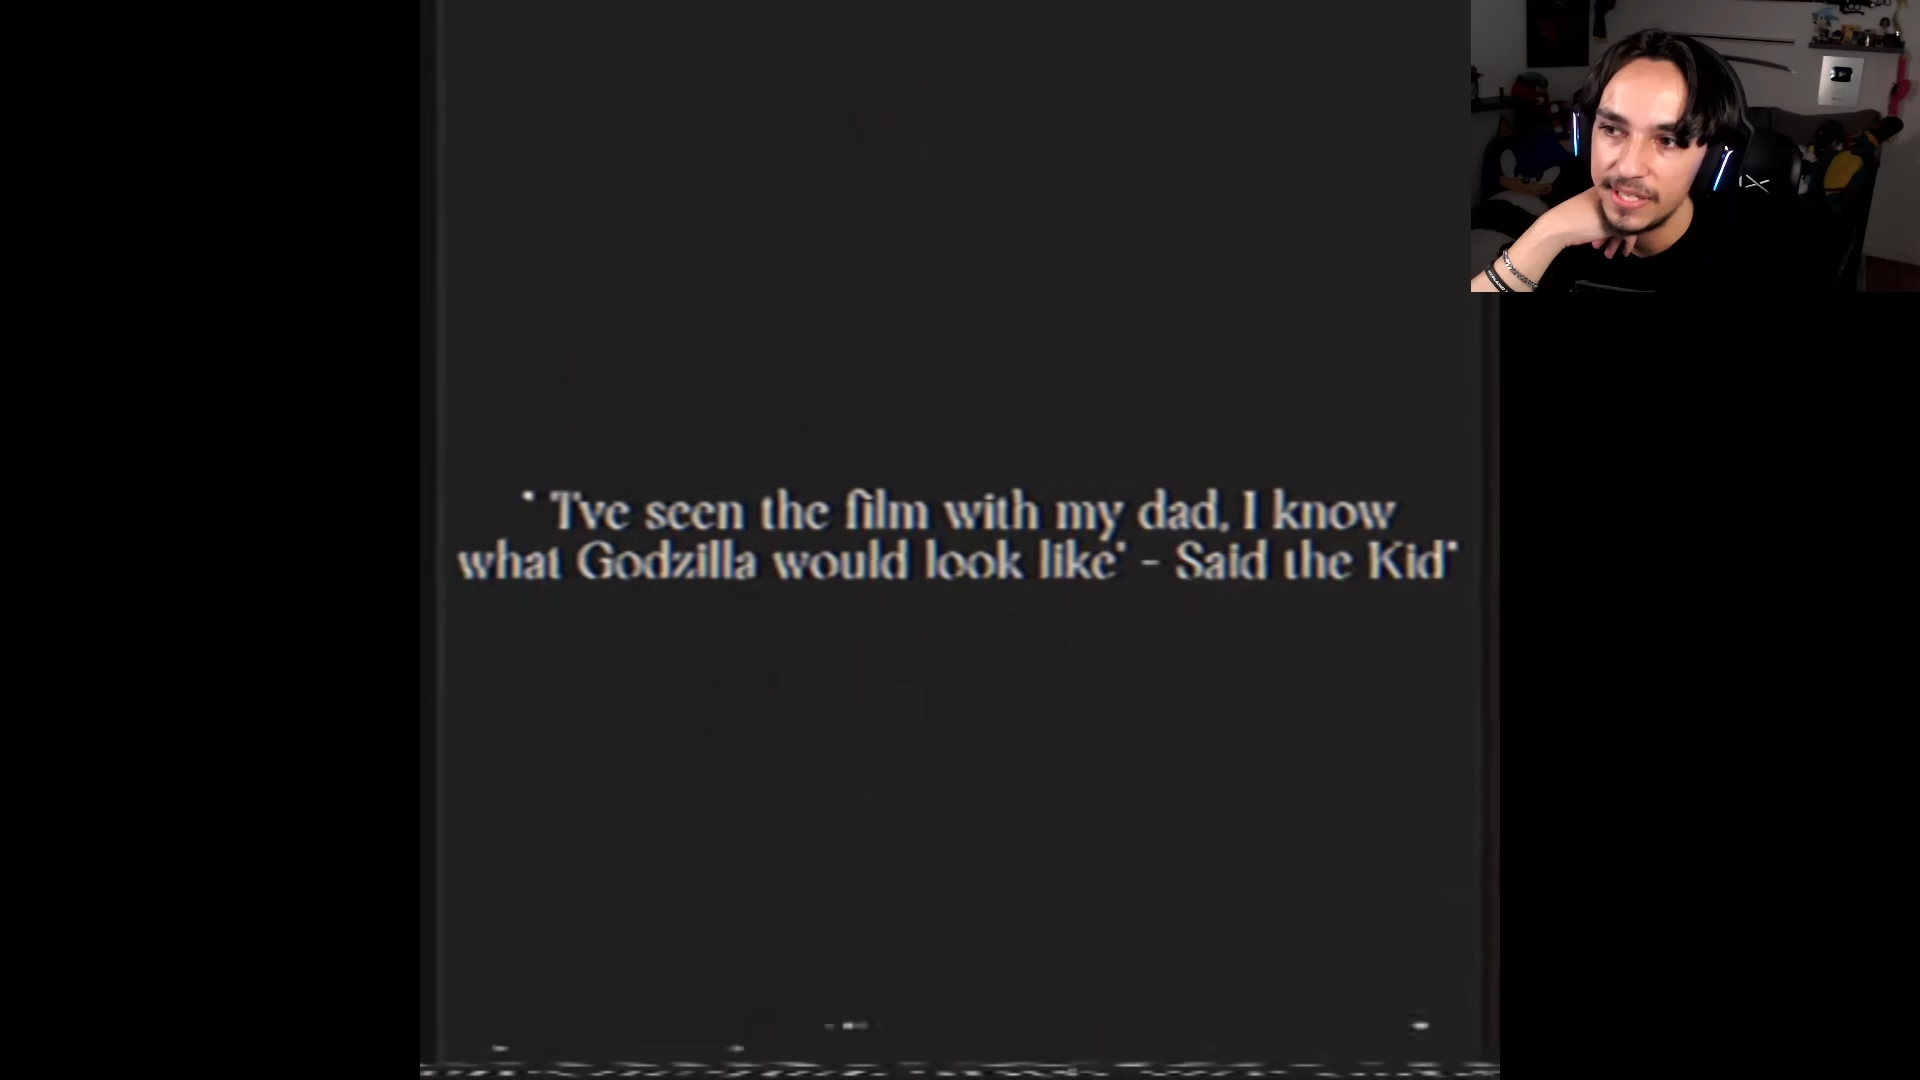 " 'I've seen the film with my dad, I know
what Godzilla would look like' - Said the Kid"